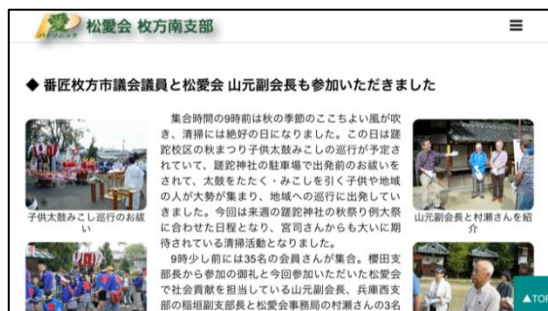 パナソニック 松愛会 枚方南支部
◆ 番匠枚方市議会議員と松愛会 山元副会長も参加いただきました
子供太鼓みこし巡行のお祓
い
集合時間の9時前は秋の季節のここちよい風が吹
き、清掃には絶好の日になりました。この日は蹉
跎校区の秋まつり子供太鼓みこしの巡行が予定さ
れていて、蹉跎神社の駐車場で出発前のお祓いを
されて、太鼓をたたく・みこしを引く子供や地域
の人が大勢が集まり、地域への巡行に出発してい
きました。今回は来週の蹉跎神社の秋祭り例大祭
に合わせた日程となり、宮司さんからも大いに期
待されている清掃活動となりました。
9時少し前には35名の会員さんが集合。櫻田支
部長から参加の御礼と今回参加いただいた松愛会
で社会貢献を担当している山元副会長、兵庫西支
部の稲垣副支部長と松愛会事務局の村瀬さんの3名
山元副会長と村瀬さんを紹
介
▲TOP